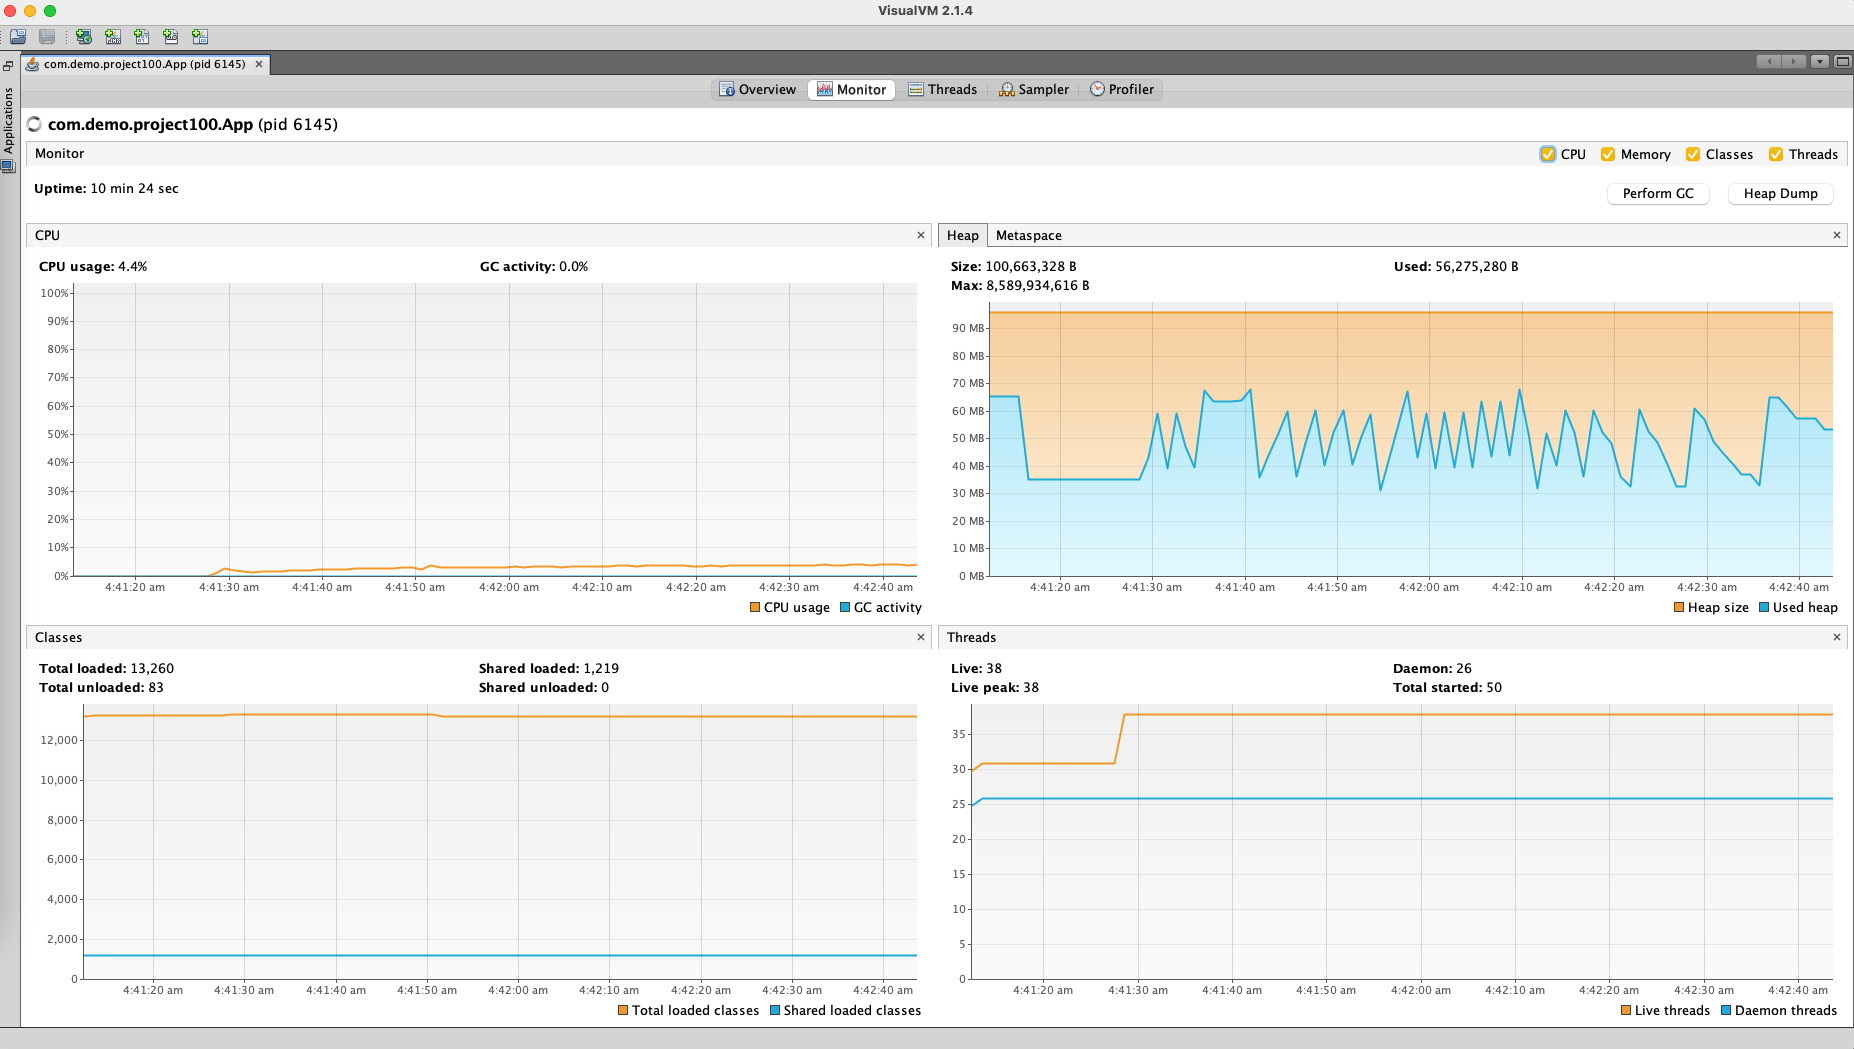 VisualVM 2.1.4
com.demo.project100.App (pid 6145)
Applications
Overview Monitor Threads Sampler Profiler
com.demo.project100.App (pid 6145)
Monitor
CPU Memory Classes Threads
Uptime: 10 min 24 sec
Perform GC Heap Dump
CPU
CPU usage: 4.4% GC activity: 0.0%
100%
90%
80%
70%
60%
50%
40%
30%
20%
10%
0%
4:41:20 am 4:41:30 am 4:41:40 am 4:41:50 am 4:42:00 am 4:42:10 am 4:42:20 am 4:42:30 am 4:42:40 am
CPU usage GC activity
Heap Metaspace
Size: 100,663,328 B Used: 56,275,280 B
Max: 8,589,934,616 B
90 MB
80 MB
70 MB
60 MB
50 MB
40 MB
30 MB
20 MB
10 MB
0 MB
4:41:20 am 4:41:30 am 4:41:40 am 4:41:50 am 4:42:00 am 4:42:10 am 4:42:20 am 4:42:30 am 4:42:40 am
Heap size Used heap
Classes
Total loaded: 13,260 Shared loaded: 1,219
Total unloaded: 83 Shared unloaded: 0
12,000
10,000
8,000
6,000
4,000
2,000
0
4:41:20 am 4:41:30 am 4:41:40 am 4:41:50 am 4:42:00 am 4:42:10 am 4:42:20 am 4:42:30 am 4:42:40 am
Total loaded classes Shared loaded classes
Threads
Live: 38 Daemon: 26
Live peak: 38 Total started: 50
35
30
25
20
15
10
5
0
4:41:20 am 4:41:30 am 4:41:40 am 4:41:50 am 4:42:00 am 4:42:10 am 4:42:20 am 4:42:30 am 4:42:40 am
Live threads Daemon threads